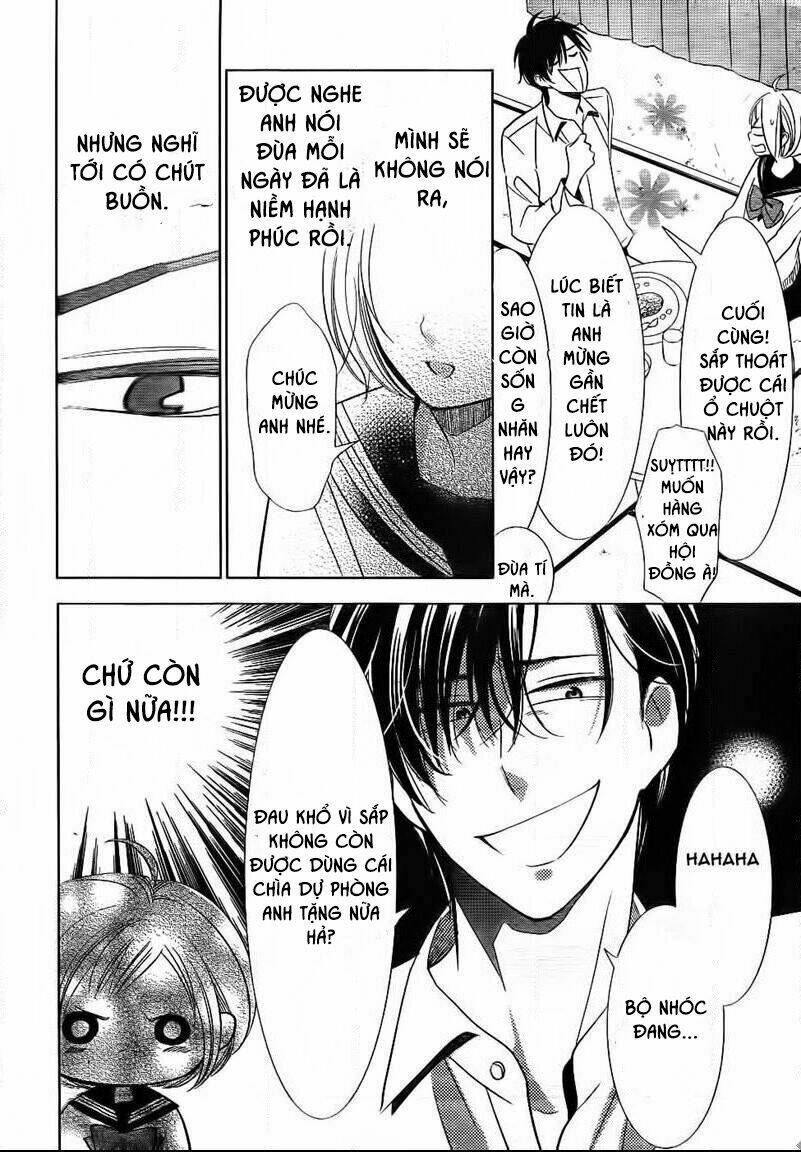 CUỐI
CÙNG!
SẮP THOÁT
ĐƯỢC CÁI
Ổ CHUỘT
NÀY RỒI.
SUỴTTTT!!
MUỐN
HÀNG
XÓM QUA
HỘI
ĐỒNG À!
LÚC BIẾT
TIN LÀ
ANH
MỪNG
GẦN
CHẾT
LUÔN
ĐÓ!
SAO
GIỜ
CÒN
SỐN
G
NHĂN
HAY
VẬY?
ĐÙA TÍ
MÀ.
MÌNH SẼ
KHÔNG NÓI
RA,
ĐƯỢC NGHE
ANH NÓI
ĐÙA MỖI
NGÀY ĐÃ LÀ
NIỀM HẠNH
PHÚC RỒI.
CHÚC
MỪNG
ANH NHÉ.
NHƯNG NGHĨ
TỚI CÓ CHÚT
BUỒN.
HAHAHA
BỘ NHÓC
ĐANG...
ĐAU KHỔ VÌ SẮP
KHÔNG CÒN
ĐƯỢC DÙNG CÁI
CHÌA DỰ PHÒNG
ANH TẶNG NỮA
HẢ?
CHỨ CÒN
GÌ NỮA!!!